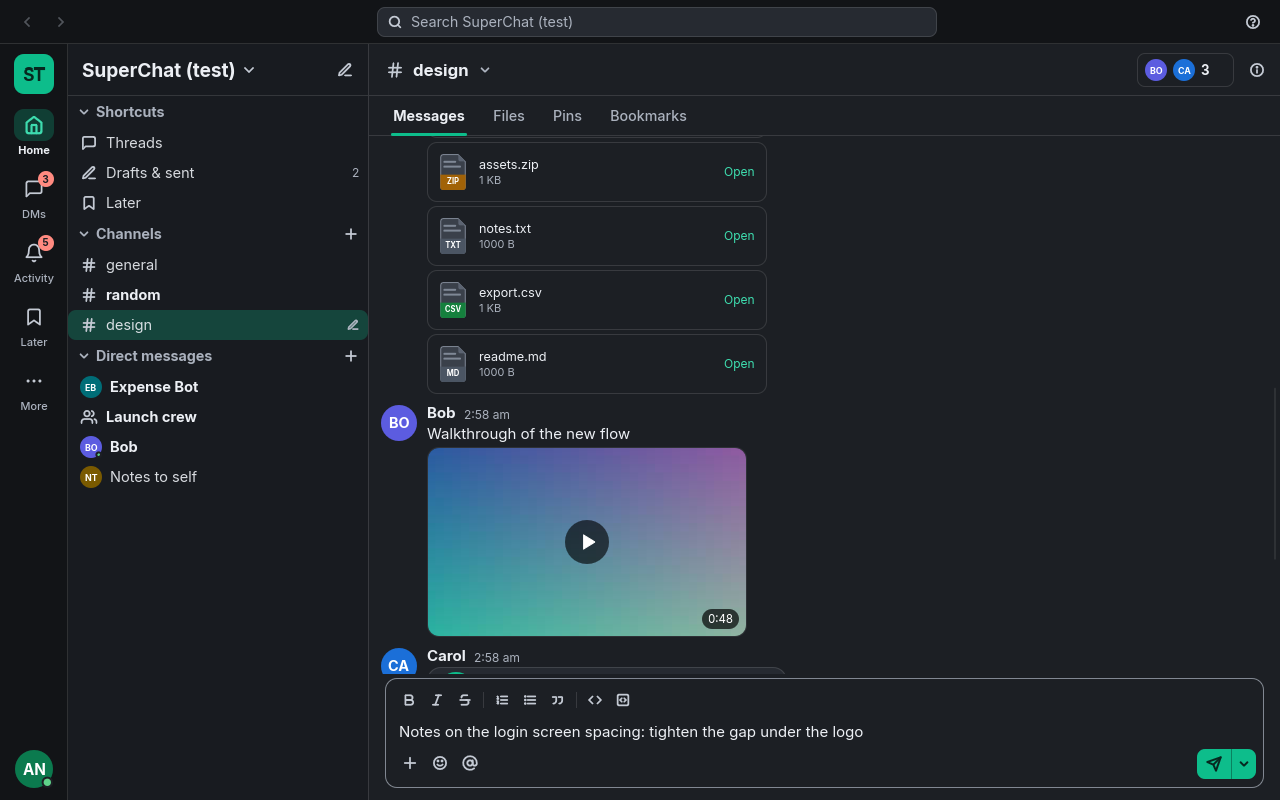 Search SuperChat (test)
ST
Home
3
DMs
5
Activity
Later
More
AN
SuperChat (test)
Shortcuts
Threads
Drafts & sent 2
Later
Channels
general
random
design
Direct messages
EB Expense Bot
Launch crew
BO Bob
NT Notes to self
# design
BO CA 3
Messages Files Pins Bookmarks
ZIP
assets.zip
1 KB
Open
TXT
notes.txt
1000 B
Open
CSV
export.csv
1 KB
Open
MD
readme.md
1000 B
Open
BO
Bob 2:58 am
Walkthrough of the new flow
0:48
CA
Carol 2:58 am
Notes on the login screen spacing: tighten the gap under the logo